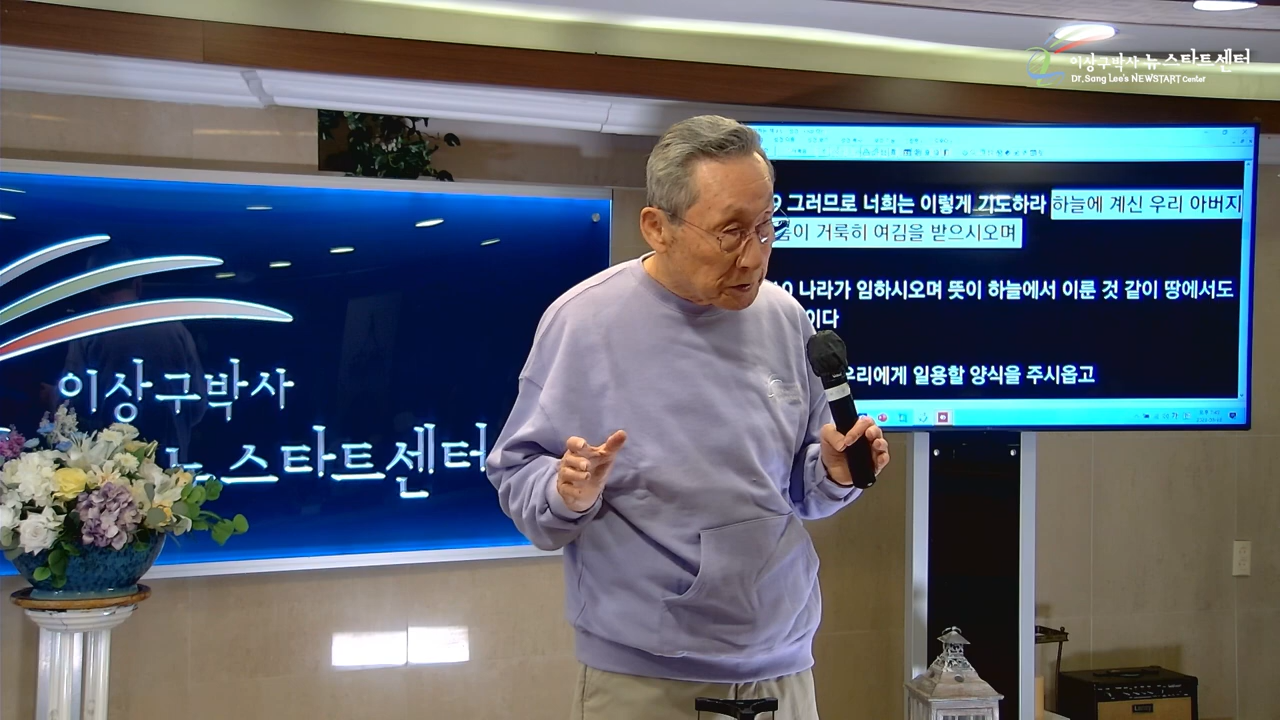 이상구박사 뉴스타트센터
Dr. Sang Lee's NEWSTART Center
9 그러므로 너희는 이렇게 기도하라 하늘에 계신 우리 아버지
이 거룩히 여김을 받으시오며
나라가 임하시오며 뜻이 하늘에서 이룬 것 같이 땅에서도
이다
우리에게 일용할 양식을 주시옵고
이상구박사
뉴스타트센터
Laney